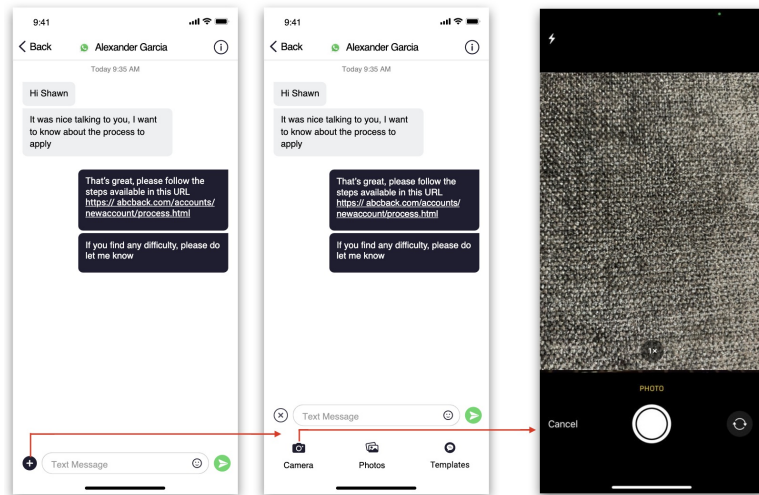 9:41
Back
Alexander Garcia
Today 9:35 AM
Hi Shawn
It was nice talking to you, I want
to know about the process to
apply
That's great, please follow the
steps available in this URL
https:// abcback.com/accounts/
newaccount/process.html
If you find any difficulty, please do
let me know
Text Message
9:41
Back
Alexander Garcia
Today 9:35 AM
Hi Shawn
It was nice talking to you, I want
to know about the process to
apply
That's great, please follow the
steps available in this URL
https:// abcback.com/accounts/
newaccount/process.html
If you find any difficulty, please do
let me know
Text Message
Camera
Photos
Templates
1×
PHOTO
Cancel